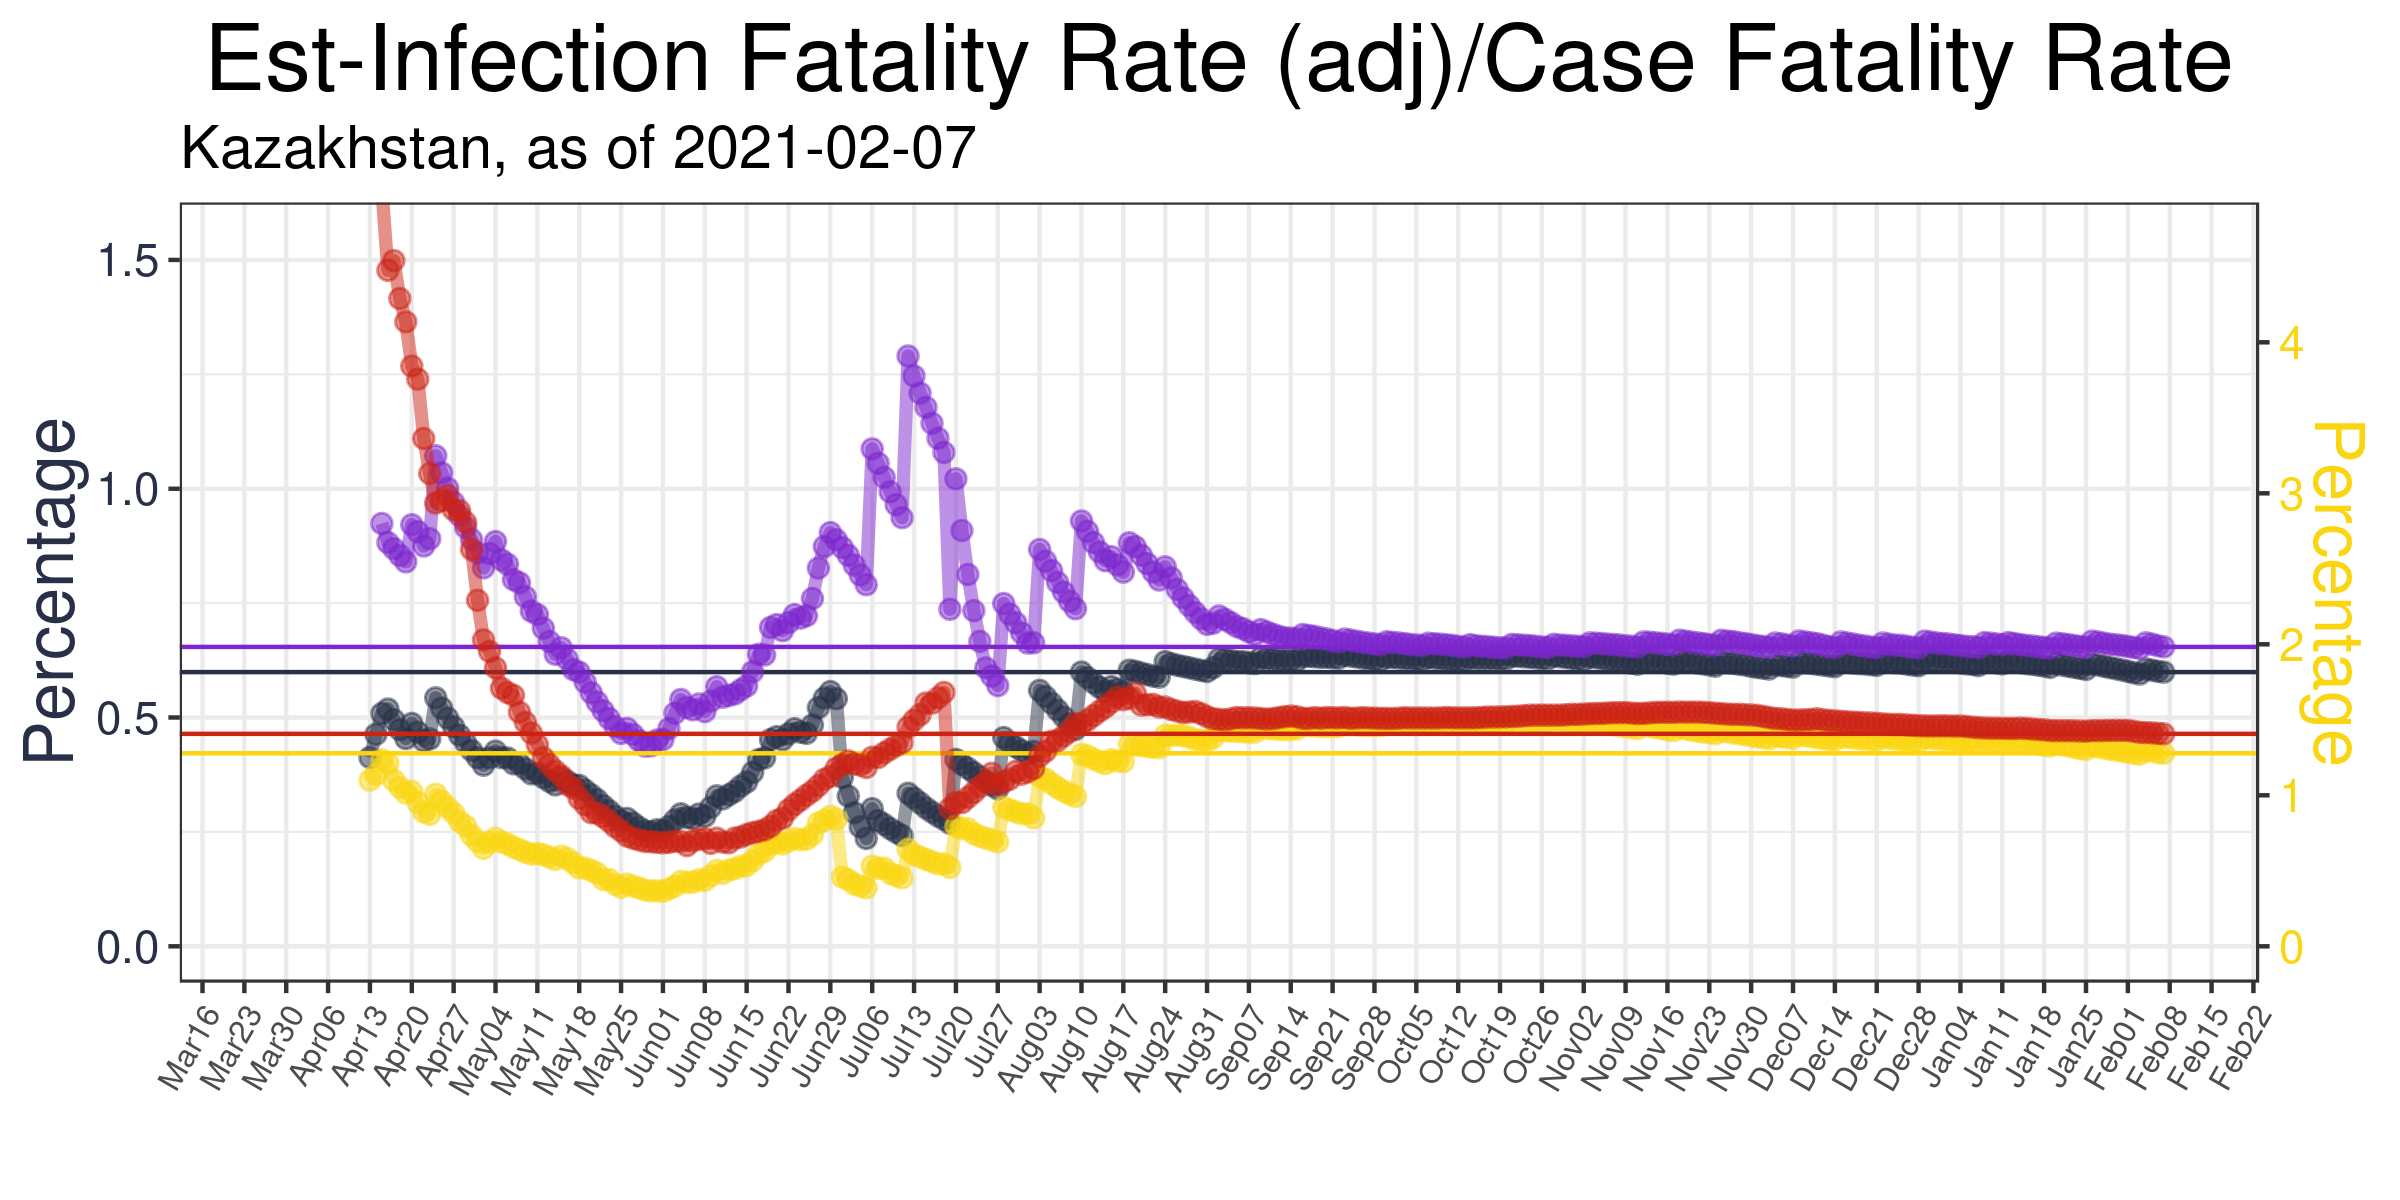 Est-Infection Fatality Rate (adj)/Case Fatality Rate
Kazakhstan, as of 2021-02-07
Percentage
1.5
1.0
0.5
0.0
4
3
2
1
0
Percentage
Mar16 Mar23 Mar30 Apr06 Apr13 Apr20 Apr27 May04 May11 May18 May25 Jun01 Jun08 Jun15 Jun22 Jun29 Jul06 Jul13 Jul20 Jul27 Aug03 Aug10 Aug17 Aug24 Aug31 Sep07 Sep14 Sep21 Sep28 Oct05 Oct12 Oct19 Oct26 Nov02 Nov09 Nov16 Nov23 Nov30 Dec07 Dec14 Dec21 Dec28 Jan04 Jan11 Jan18 Jan25 Feb01 Feb08 Feb15 Feb22